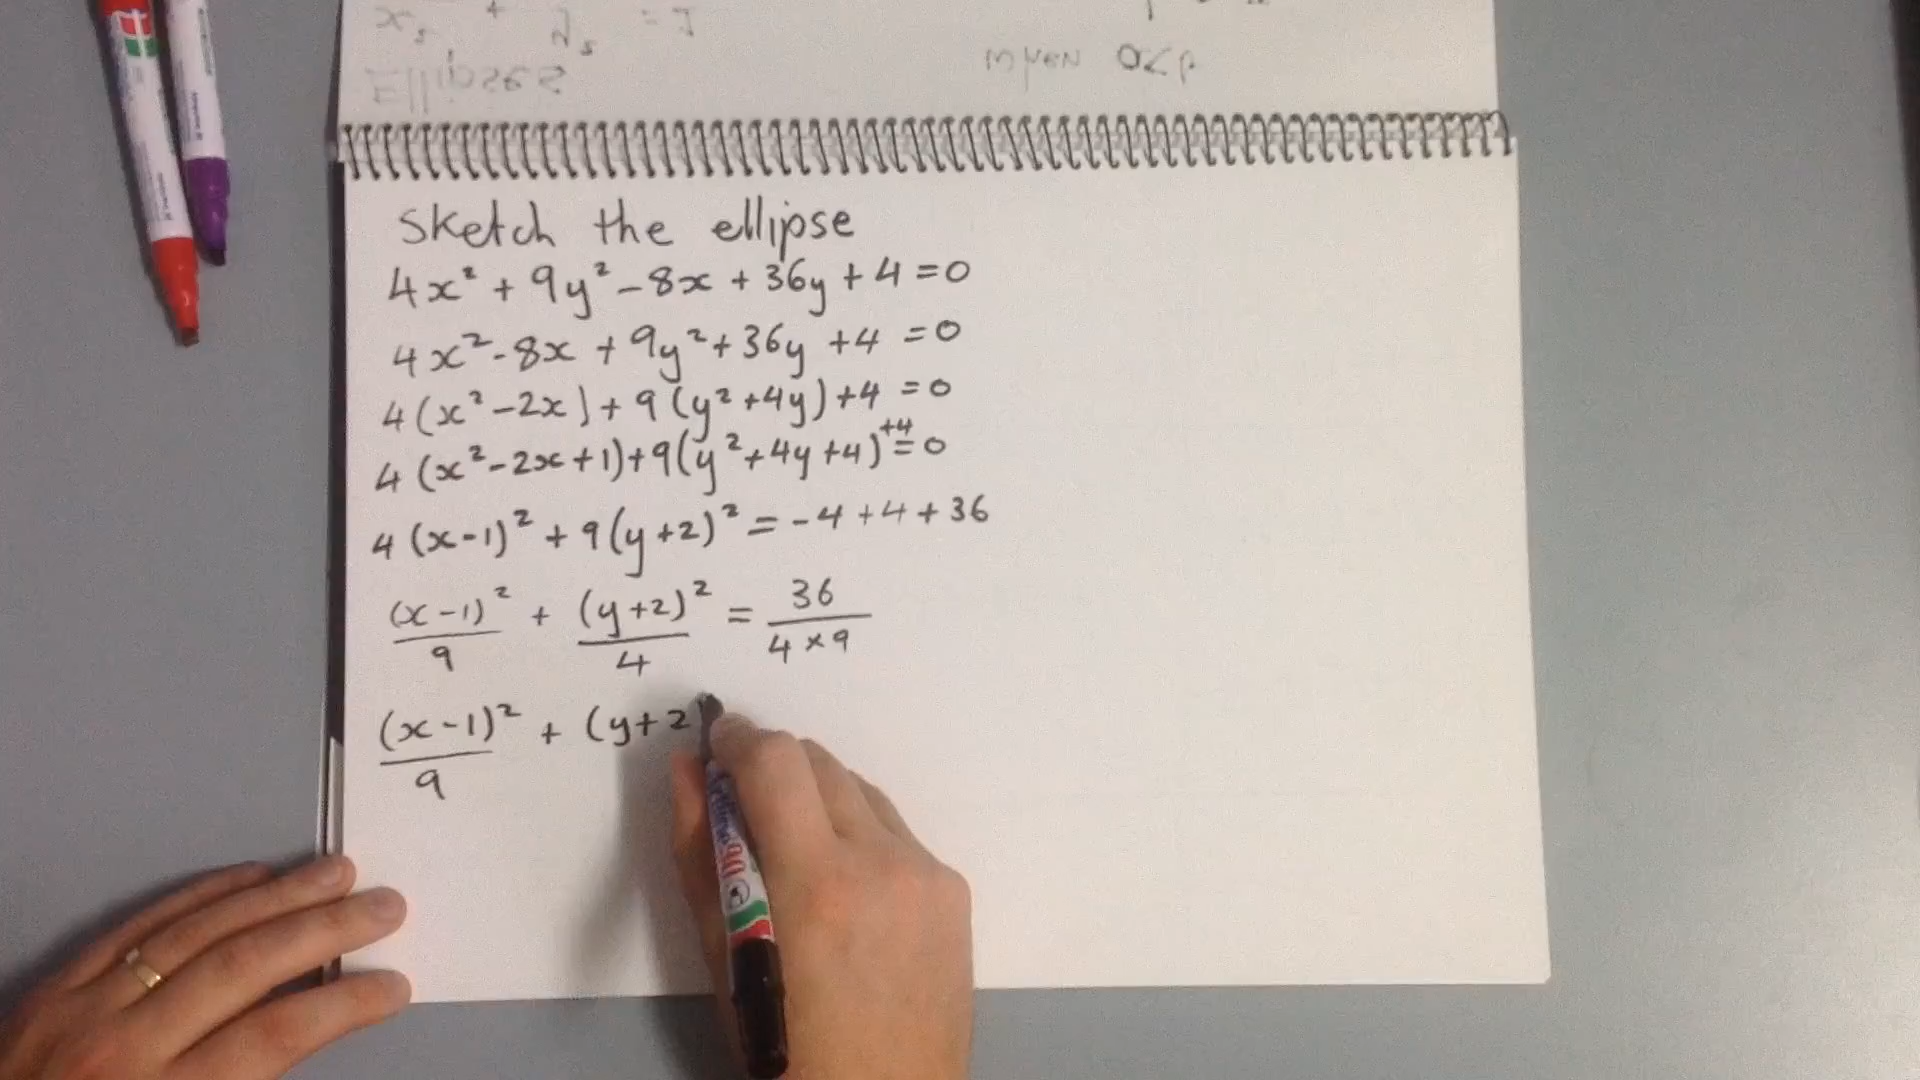 Ellipses
when a<b
Sketch the ellipse
4x² + 9y² - 8x + 36y + 4 = 0
4x² - 8x + 9y² + 36y + 4 = 0
4(x² - 2x) + 9(y² + 4y) + 4 = 0
4(x² - 2x + 1) + 9(y² + 4y + 4) +4 = 0
4(x-1)² + 9(y+2)² = -4 + 4 + 36
(x-1)²/9 + (y+2)²/4 = 36/(4×9)
(x-1)²/9 + (y+2)